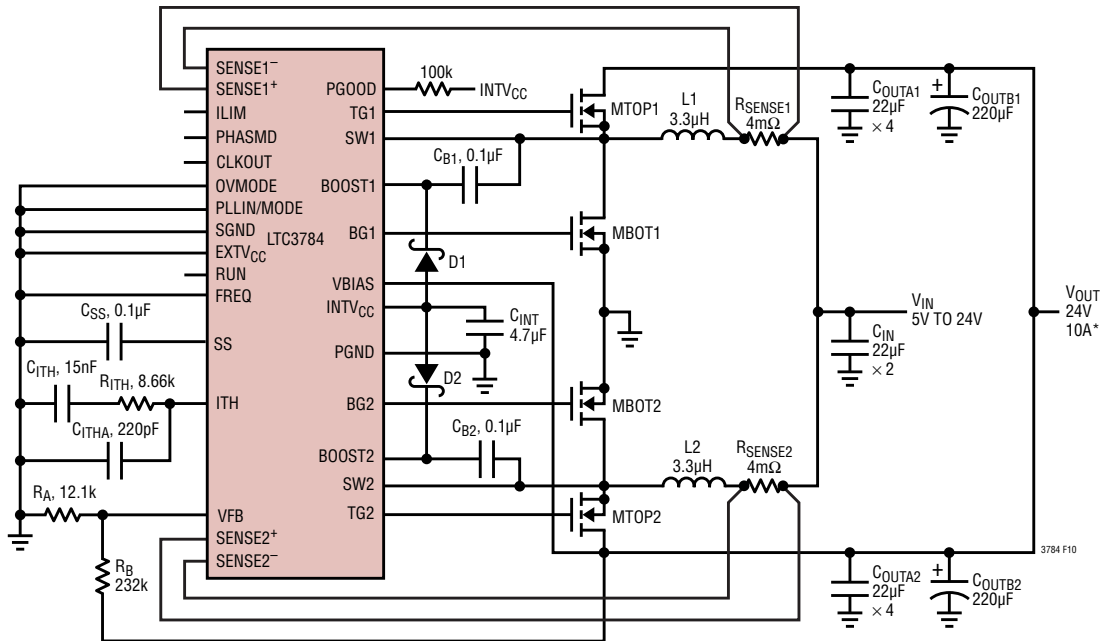 SENSE1–
SENSE1+
ILIM
PHASMD
CLKOUT
OVMODE
PLLIN/MODE
SGND
EXTVCC
RUN
FREQ
SS
ITH
VFB
SENSE2+
SENSE2–
LTC3784
PGOOD
TG1
SW1
BOOST1
BG1
VBIAS
INTVCC
PGND
BG2
BOOST2
SW2
TG2
100k
INTVCC
CB1, 0.1µF
D1
CINT
4.7µF
D2
CB2, 0.1µF
MTOP1
MBOT1
MBOT2
MTOP2
L1
3.3µH
RSENSE1
4mΩ
L2
3.3µH
RSENSE2
4mΩ
COUTA1
22µF
× 4
+
COUTB1
220µF
VIN
5V TO 24V
CIN
22µF
× 2
VOUT
24V
10A*
COUTA2
22µF
× 4
+
COUTB2
220µF
CSS, 0.1µF
CITH, 15nF
RITH, 8.66k
CITHA, 220pF
RA, 12.1k
RB
232k
3784 F10